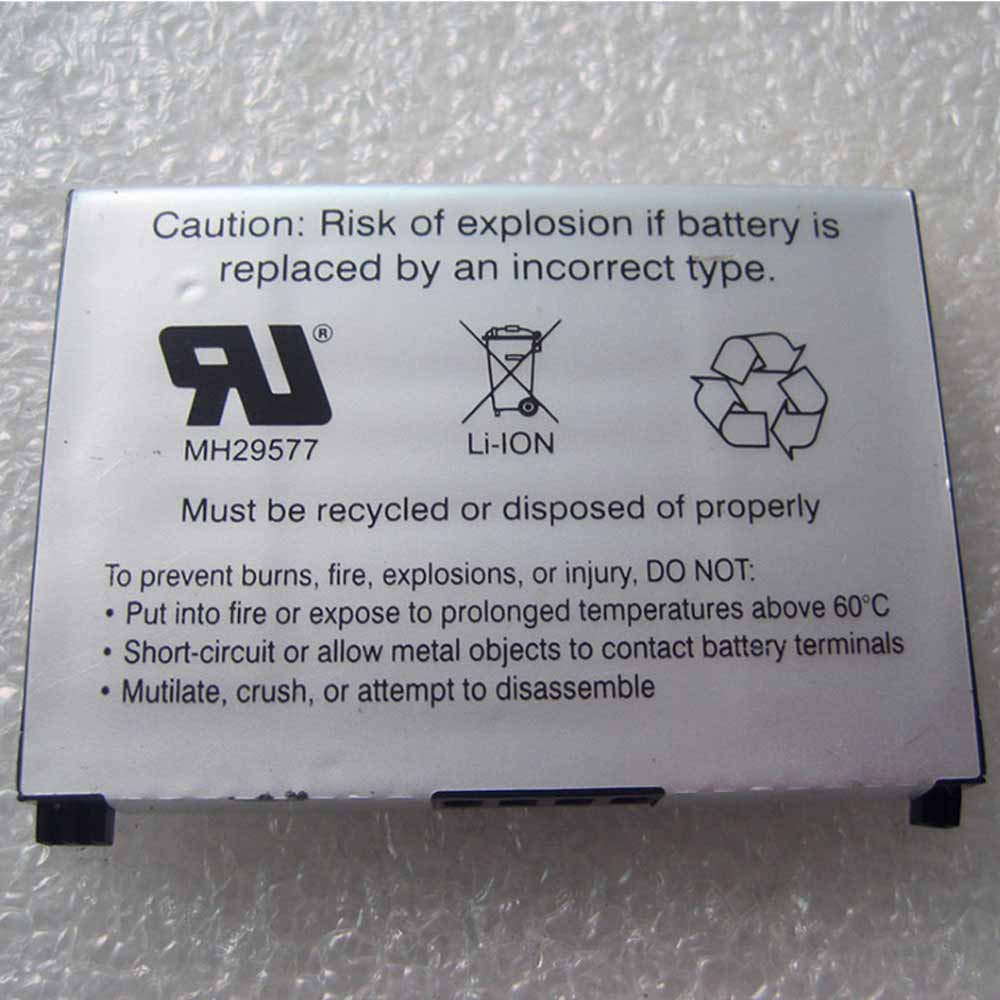 Caution: Risk of explosion if battery is
replaced by an incorrect type.
RU®
MH29577
Li-ION
Must be recycled or disposed of properly
To prevent burns, fire, explosions, or injury, DO NOT:
• Put into fire or expose to prolonged temperatures above 60°C
• Short-circuit or allow metal objects to contact battery terminals
• Mutilate, crush, or attempt to disassemble